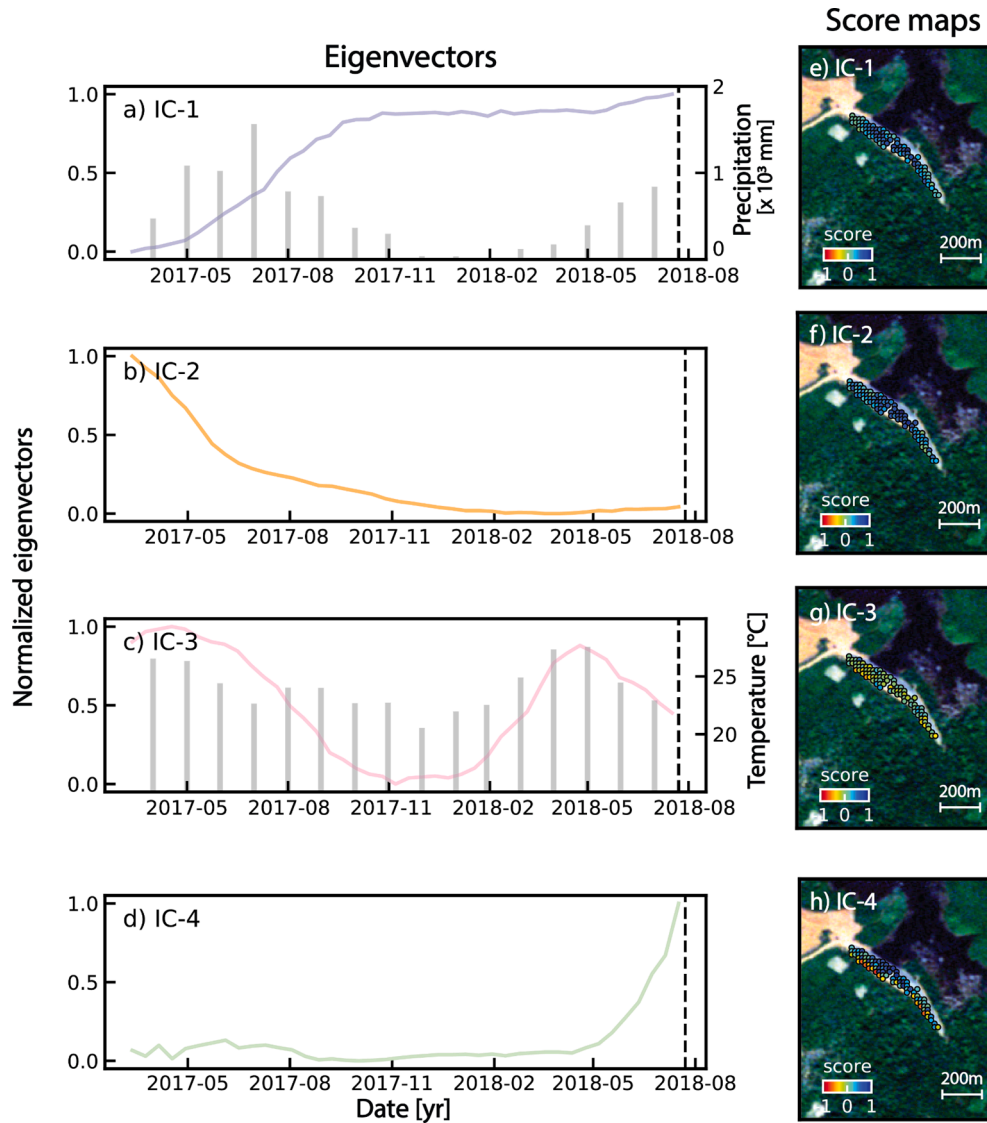 Score maps
Eigenvectors
a) IC-1
1.0
0.5
0.0
2
1
0
Precipitation
[x 10³ mm]
2017-05 2017-08 2017-11 2018-02 2018-05 2018-08
e) IC-1
score
-1 0 1
200m
b) IC-2
1.0
0.5
0.0
2017-05 2017-08 2017-11 2018-02 2018-05 2018-08
f) IC-2
score
-1 0 1
200m
Normalized eigenvectors
c) IC-3
1.0
0.5
0.0
25
20
Temperature [°C]
2017-05 2017-08 2017-11 2018-02 2018-05 2018-08
g) IC-3
score
-1 0 1
200m
d) IC-4
1.0
0.5
0.0
2017-05 2017-08 2017-11 2018-02 2018-05 2018-08
Date [yr]
h) IC-4
score
-1 0 1
200m